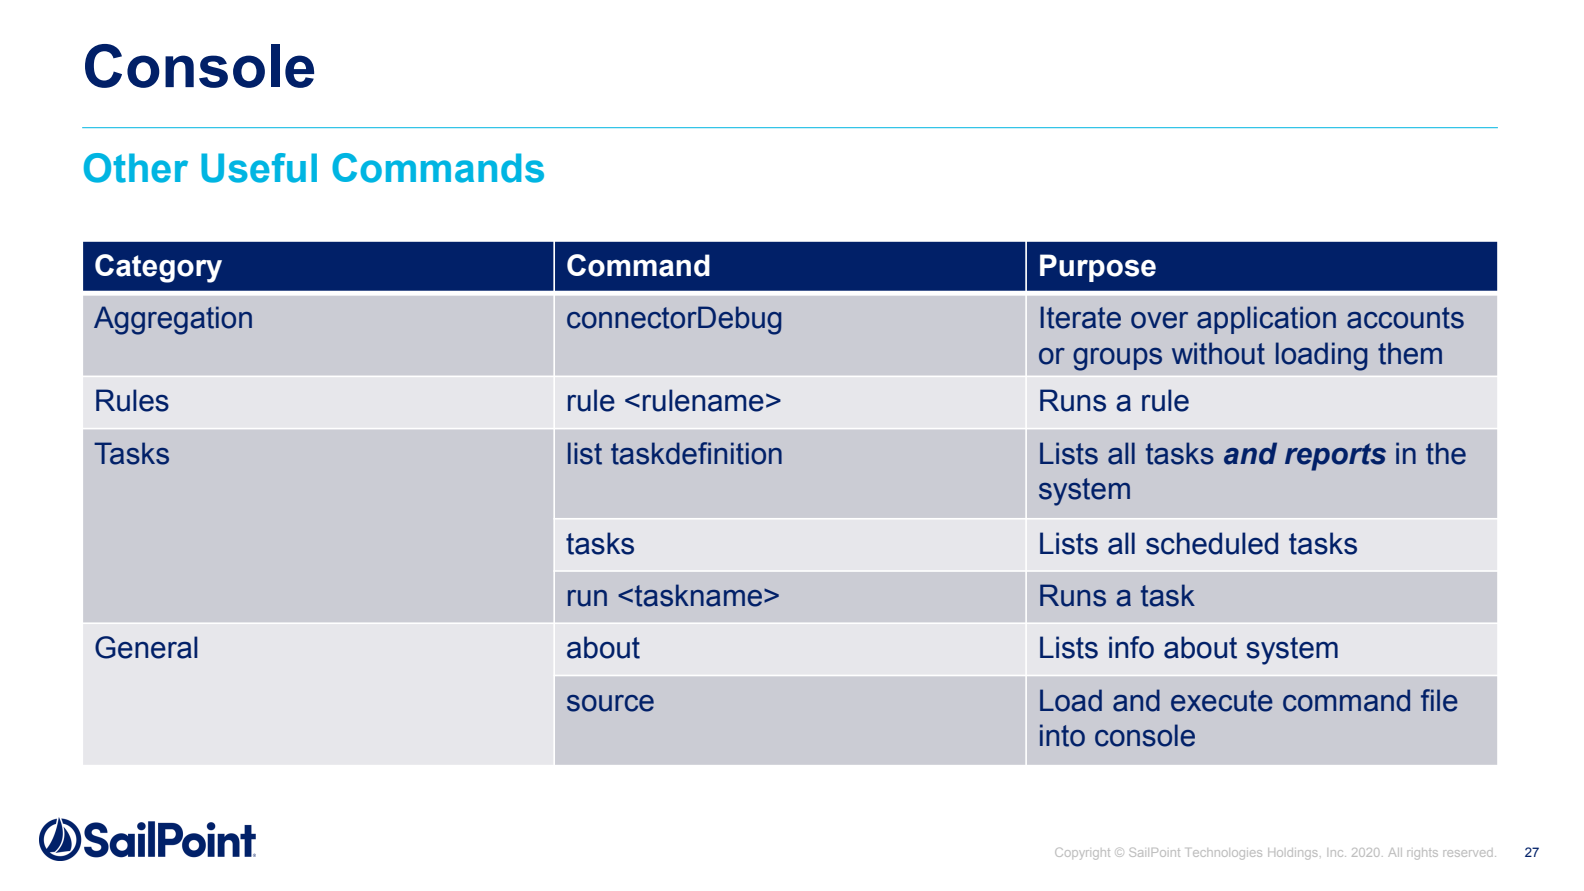 Console
Other Useful Commands
Category Command Purpose
Aggregation connectorDebug Iterate over application accounts
or groups without loading them
Rules rule <rulename> Runs a rule
Tasks list taskdefinition Lists all tasks and reports in the
system
tasks Lists all scheduled tasks
run <taskname> Runs a task
General about Lists info about system
source Load and execute command file
into console
SailPoint
Copyright © SailPoint Technologies Holdings, Inc. 2020. All rights reserved. 27